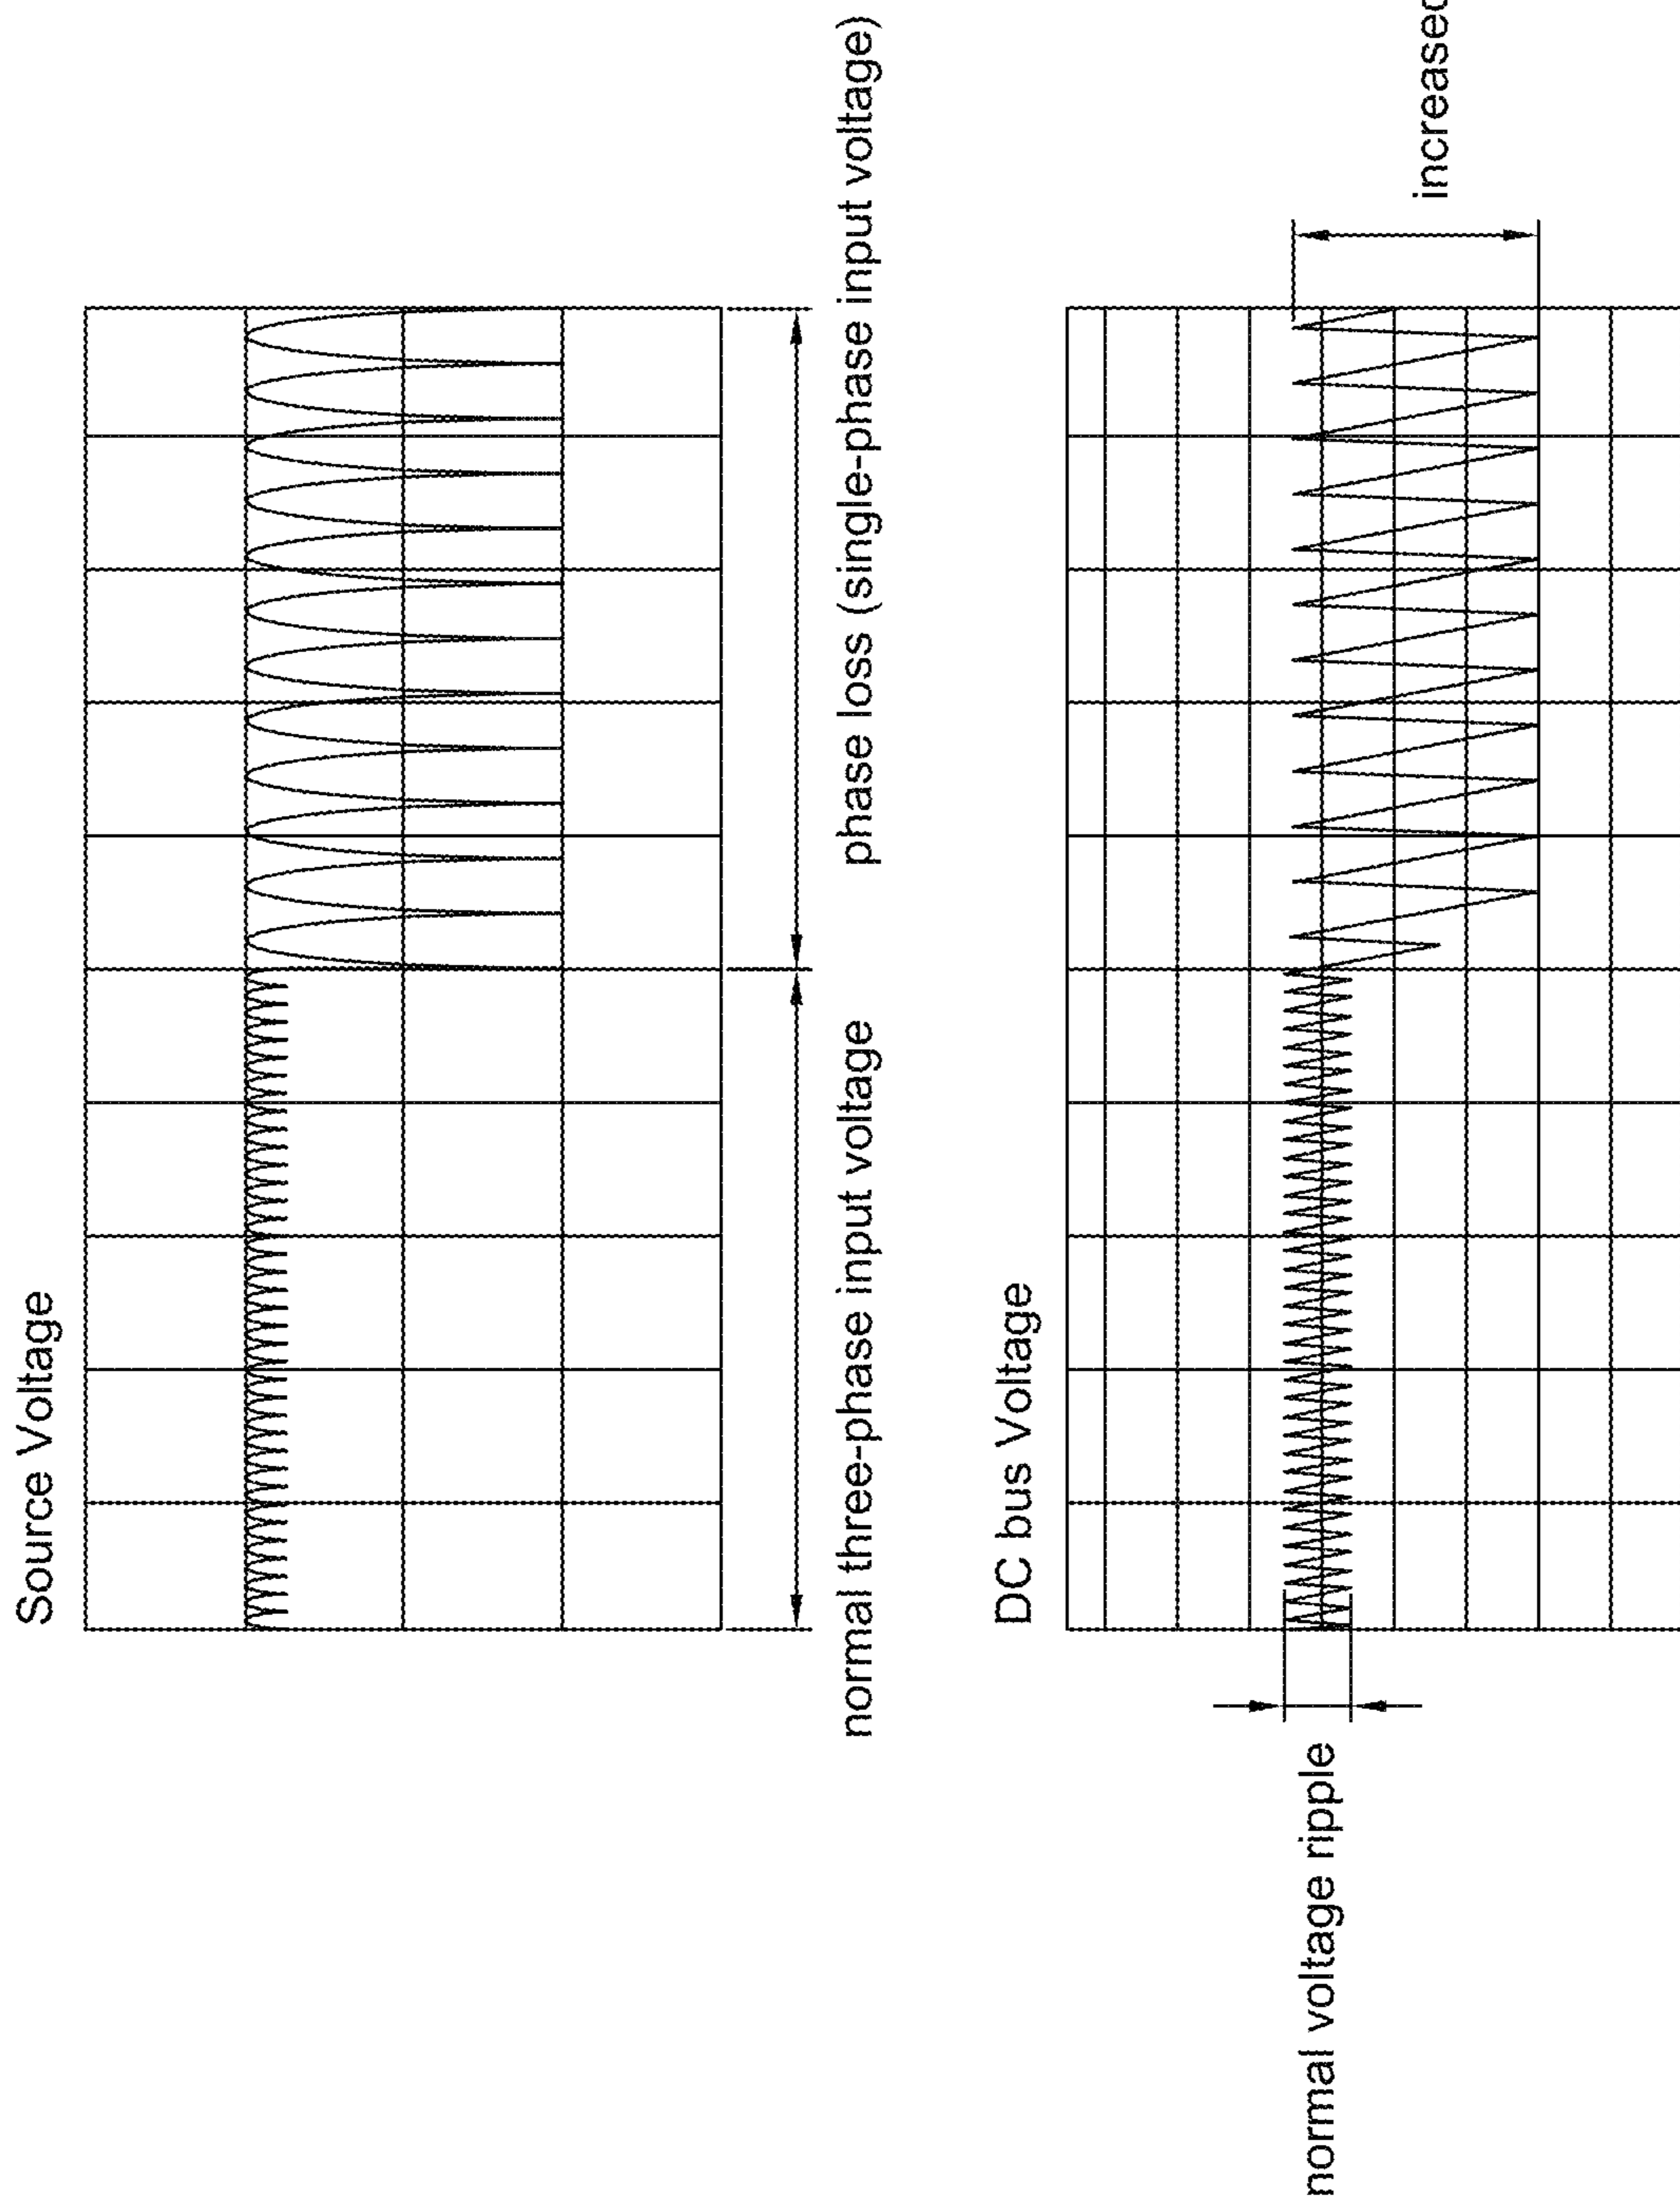 Source Voltage
normal three-phase input voltage
phase loss (single-phase input voltage)
DC bus Voltage
normal voltage ripple
increased